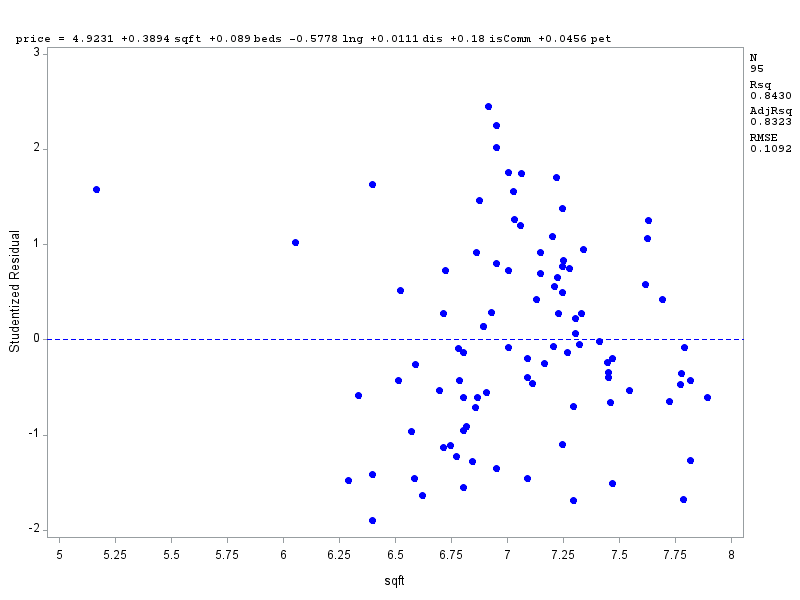 price = 4.9231 +0.3894 sqft +0.089 beds -0.5778 lng +0.0111 dis +0.18 isComm +0.0456 pet
N
95
Rsq
0.8430
AdjRsq
0.8323
RMSE
0.1092
3
2
1
0
-1
-2
Studentized Residual
5 5.25 5.5 5.75 6 6.25 6.5 6.75 7 7.25 7.5 7.75 8
sqft